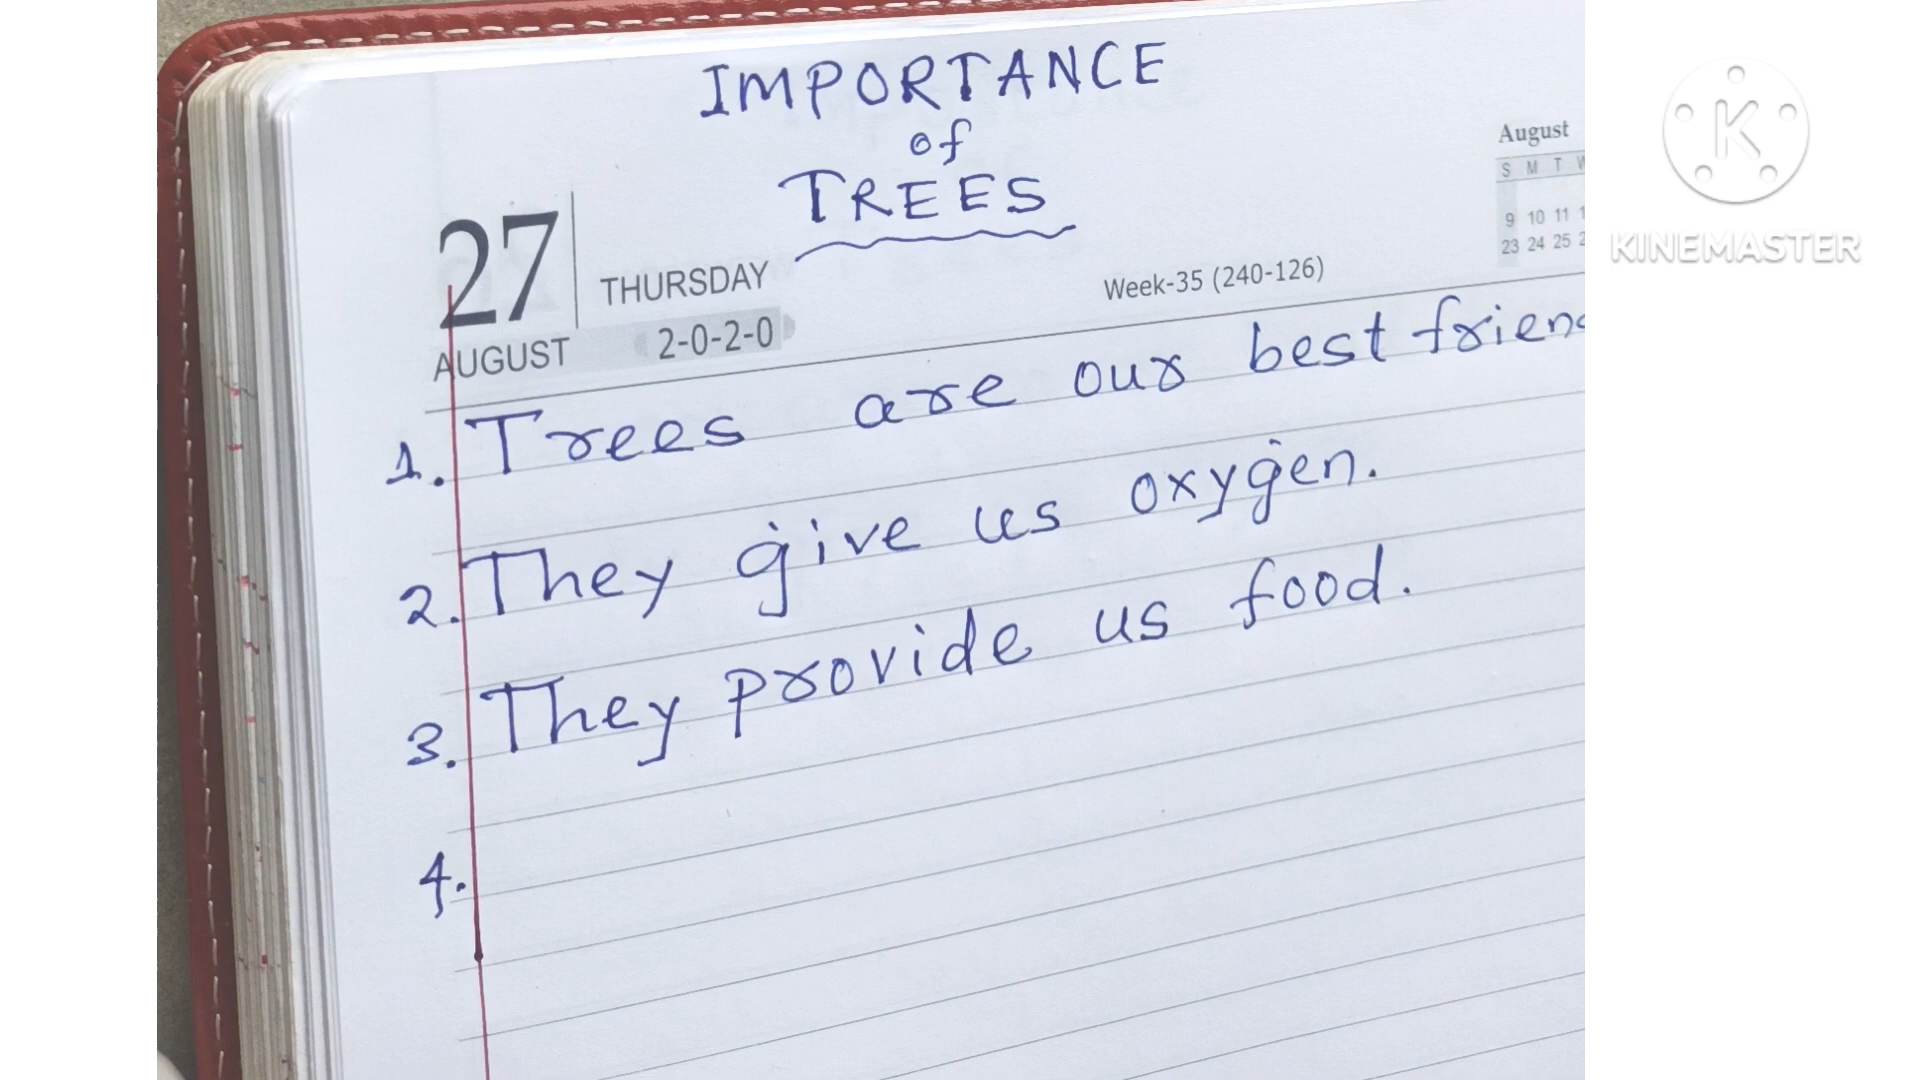 IMPORTANCE
of
TREES
August
S M T W
9 10 11
23 24 25
KINEMASTER
27
THURSDAY
Week-35 (240-126)
AUGUST
2-0-2-0
1. Trees are our best frien
2. They give us oxygen.
3. They provide us food.
4.